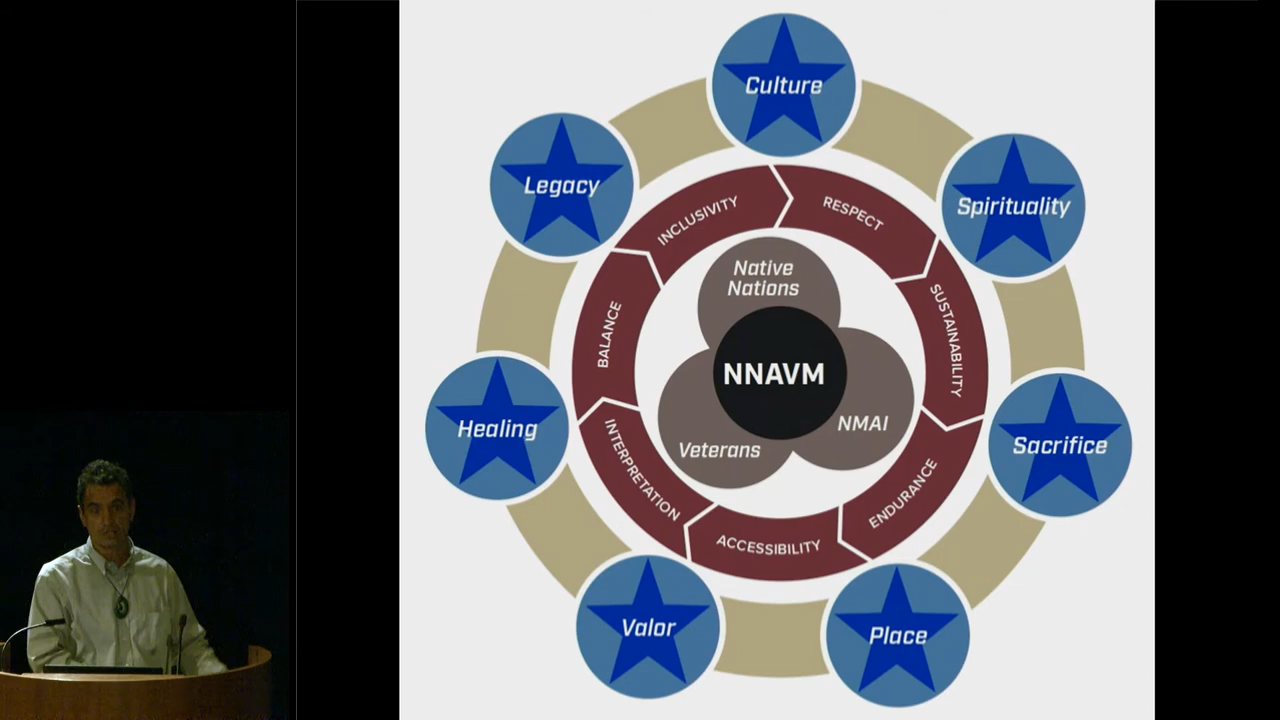 Culture
Spirituality
Sacrifice
Place
Valor
Healing
Legacy
INCLUSIVITY
RESPECT
SUSTAINABILITY
ENDURANCE
ACCESSIBILITY
INTERPRETATION
BALANCE
Native
Nations
NNAVM
NMAI
Veterans